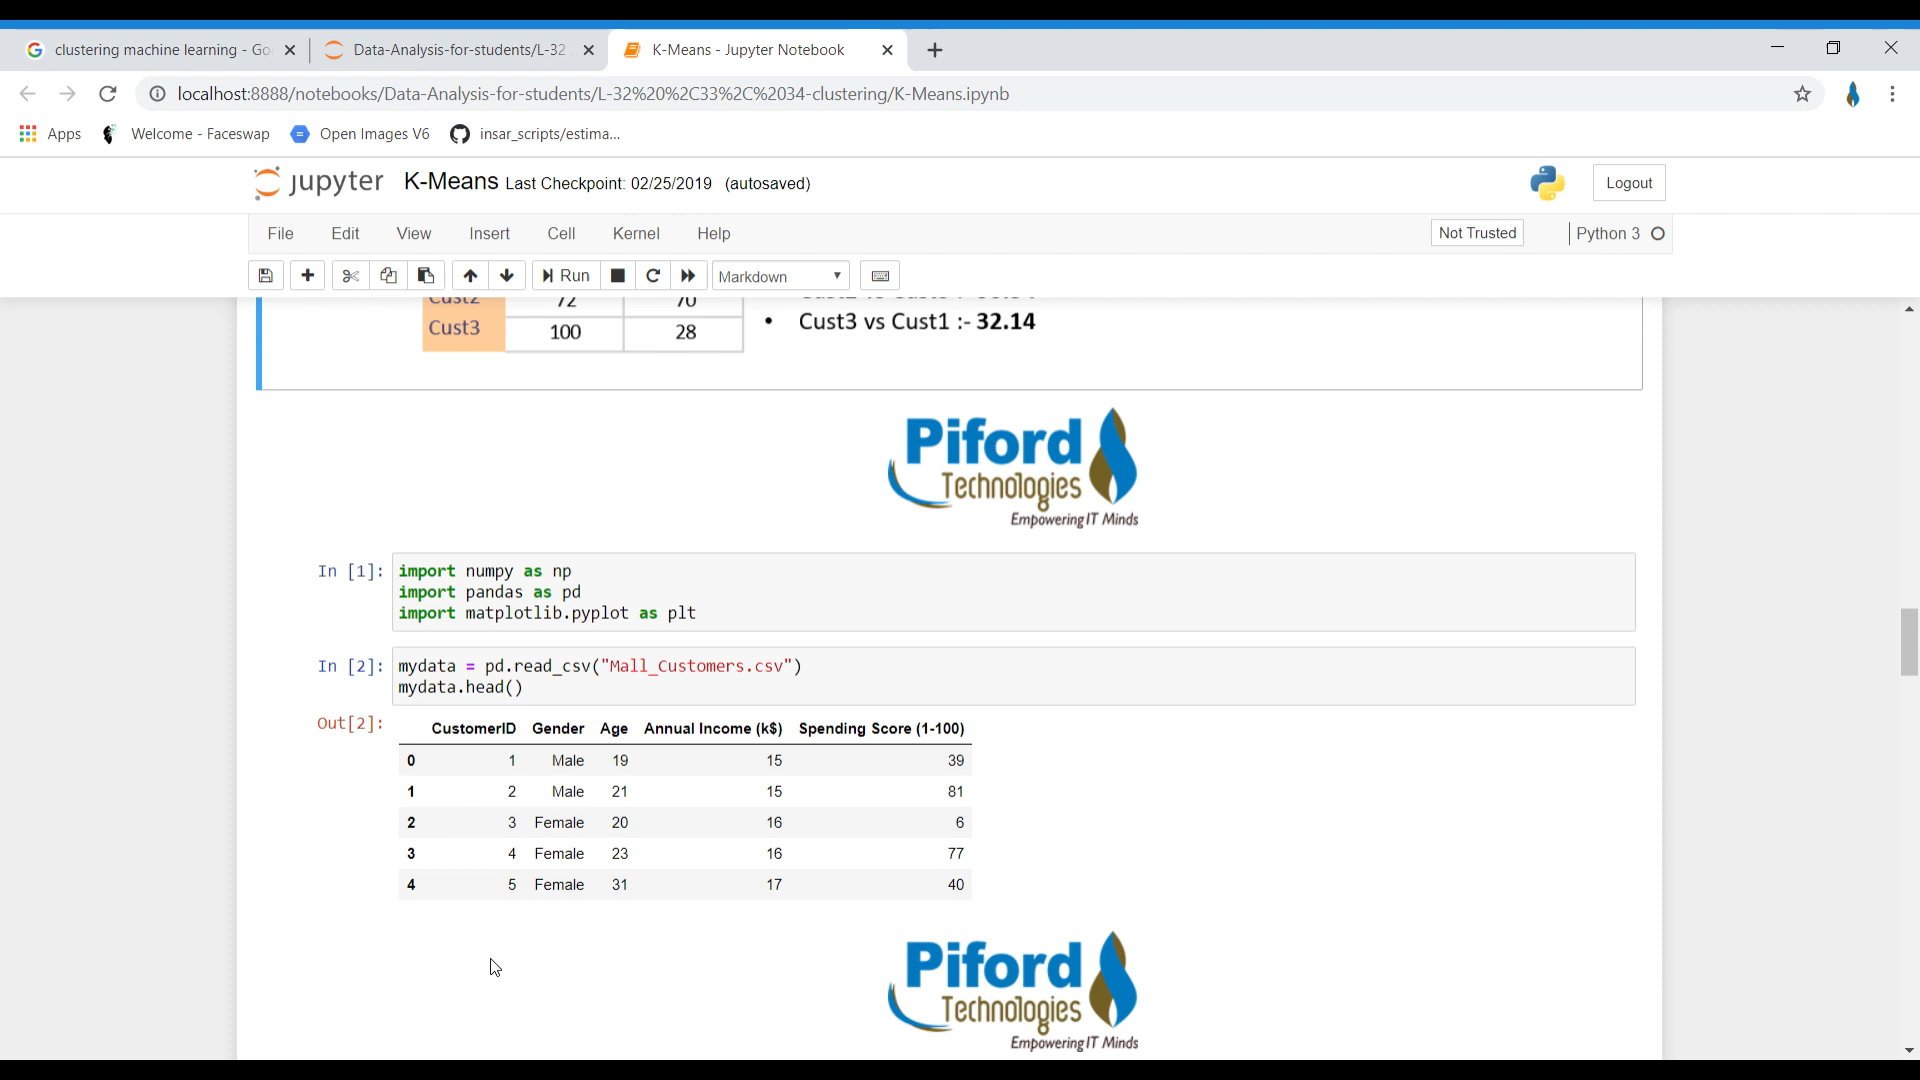 clustering machine learning - Go
Data-Analysis-for-students/L-32
K-Means - Jupyter Notebook
localhost:8888/notebooks/Data-Analysis-for-students/L-32%20%2C33%2C%2034-clustering/K-Means.ipynb
Apps
Welcome - Faceswap
Open Images V6
insar_scripts/estima...
jupyter K-Means Last Checkpoint: 02/25/2019 (autosaved)
Logout
File Edit View Insert Cell Kernel Help
Not Trusted
Python 3
Run
Markdown
Cust2 72 70
Cust3 100 28
• Cust3 vs Cust1 :- 32.14
Piford
Technologies
Empowering IT Minds
In [1]:
import numpy as np
import pandas as pd
import matplotlib.pyplot as plt
In [2]:
mydata = pd.read_csv("Mall_Customers.csv")
mydata.head()
Out[2]:
CustomerID Gender Age Annual Income (k$) Spending Score (1-100)
0 1 Male 19 15 39
1 2 Male 21 15 81
2 3 Female 20 16 6
3 4 Female 23 16 77
4 5 Female 31 17 40
Piford
Technologies
Empowering IT Minds